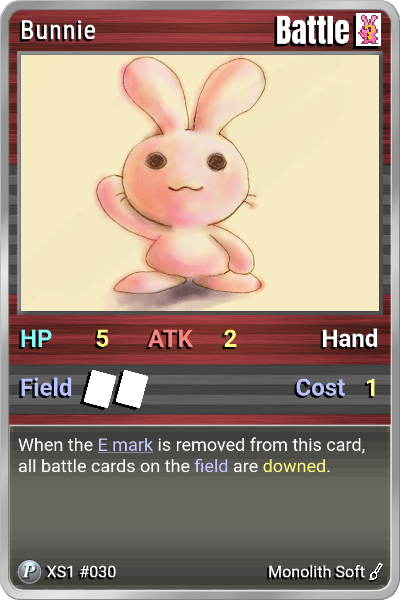 Bunnie Battle
HP 5 ATK 2 Hand
Field Cost 1
When the E mark is removed from this card,
all battle cards on the field are downed.
P XS1 #030 Monolith Soft